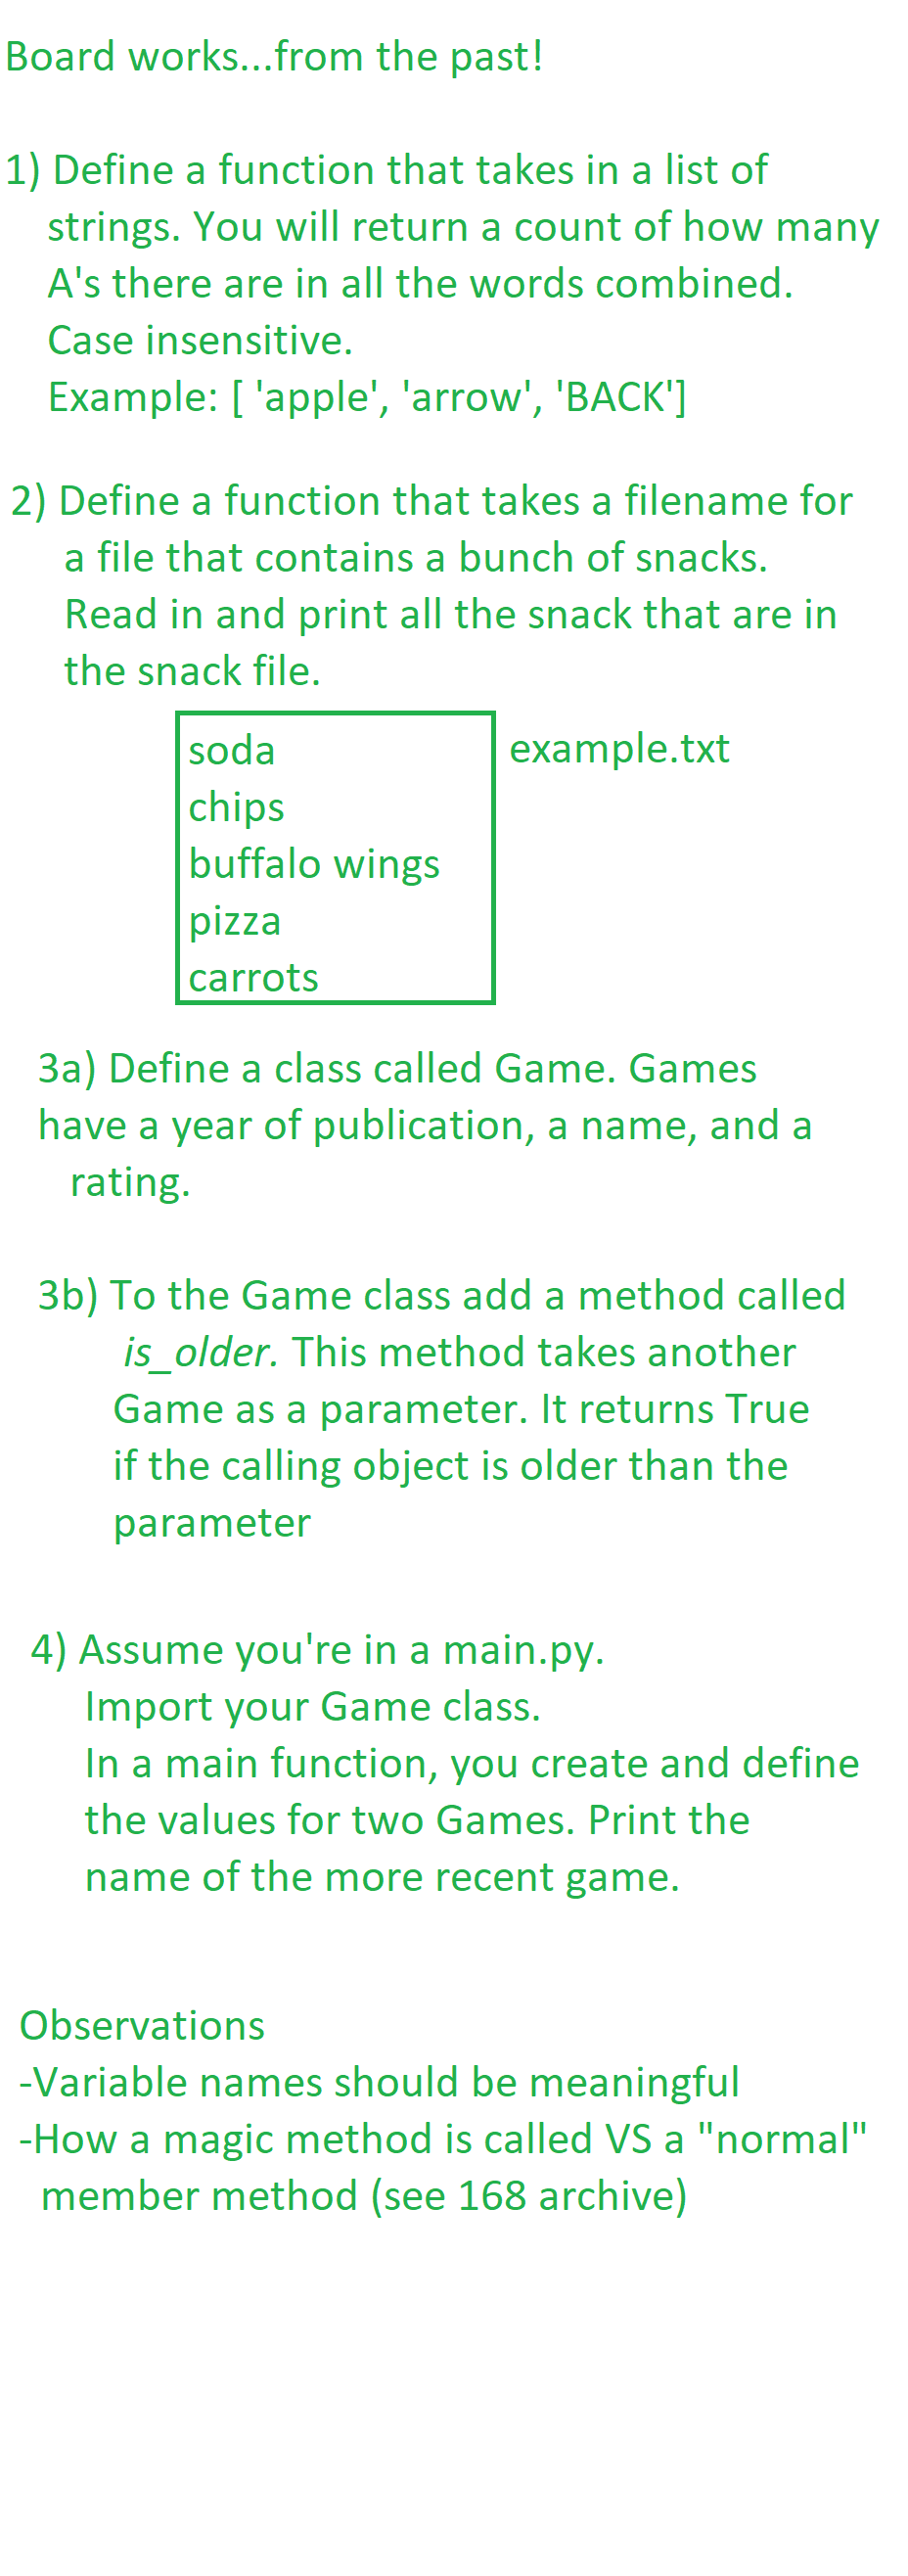 Board works...from the past!
1) Define a function that takes in a list of
strings. You will return a count of how many
A's there are in all the words combined.
Case insensitive.
Example: [ 'apple', 'arrow', 'BACK']
2) Define a function that takes a filename for
a file that contains a bunch of snacks.
Read in and print all the snack that are in
the snack file.
soda
example.txt
chips
buffalo wings
pizza
carrots
3a) Define a class called Game. Games
have a year of publication, a name, and a
rating.
3b) To the Game class add a method called
is_older. This method takes another
Game as a parameter. It returns True
if the calling object is older than the
parameter
4) Assume you're in a main.py.
Import your Game class.
In a main function, you create and define
the values for two Games. Print the
name of the more recent game.
Observations
-Variable names should be meaningful
-How a magic method is called VS a "normal"
member method (see 168 archive)